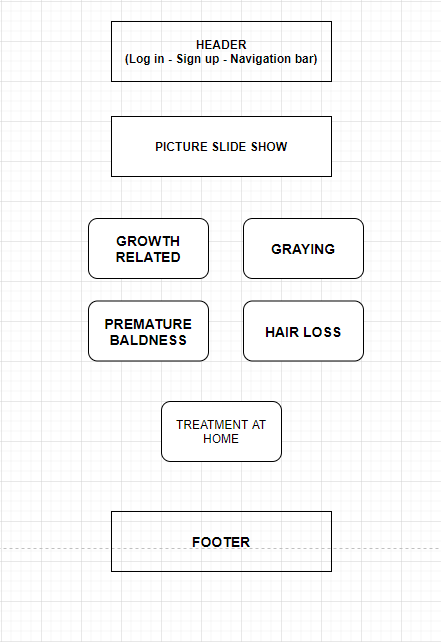 HEADER
(Log in - Sign up - Navigation bar)
PICTURE SLIDE SHOW
GROWTH
RELATED
GRAYING
PREMATURE
BALDNESS
HAIR LOSS
TREATMENT AT
HOME
FOOTER